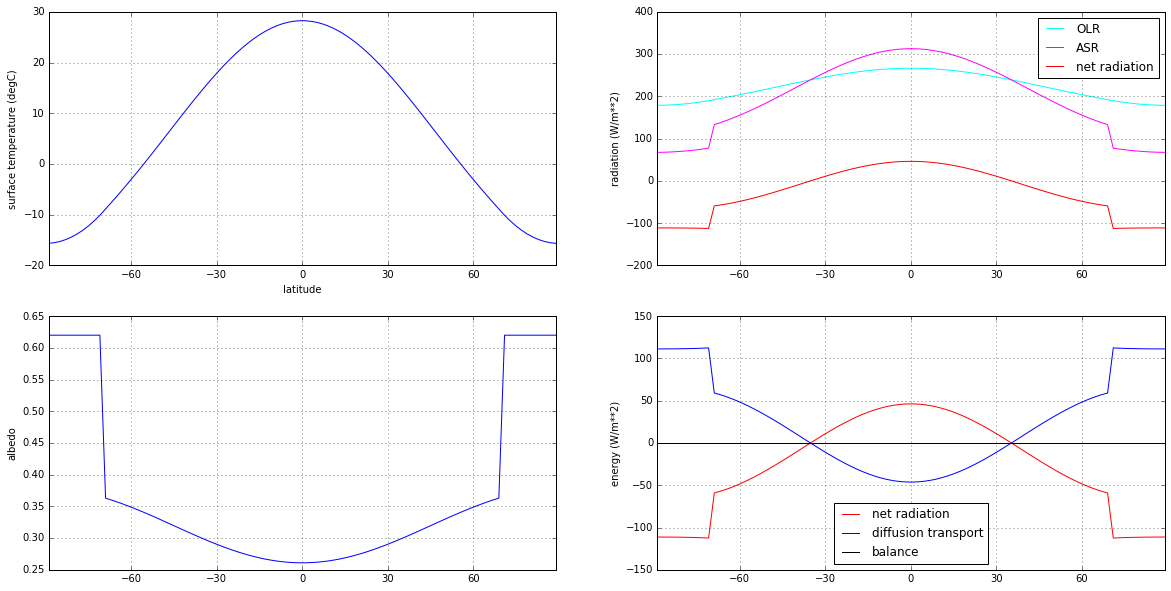 30
20
10
0
−10
−20
surface temperature (degC)
−60 −30 0 30 60
latitude
400
300
200
100
0
−100
−200
radiation (W/m**2)
−60 −30 0 30 60
OLR
ASR
net radiation
0.65
0.60
0.55
0.50
0.45
0.40
0.35
0.30
0.25
albedo
−60 −30 0 30 60
150
100
50
0
−50
−100
−150
energy (W/m**2)
−60 −30 0 30 60
net radiation
diffusion transport
balance